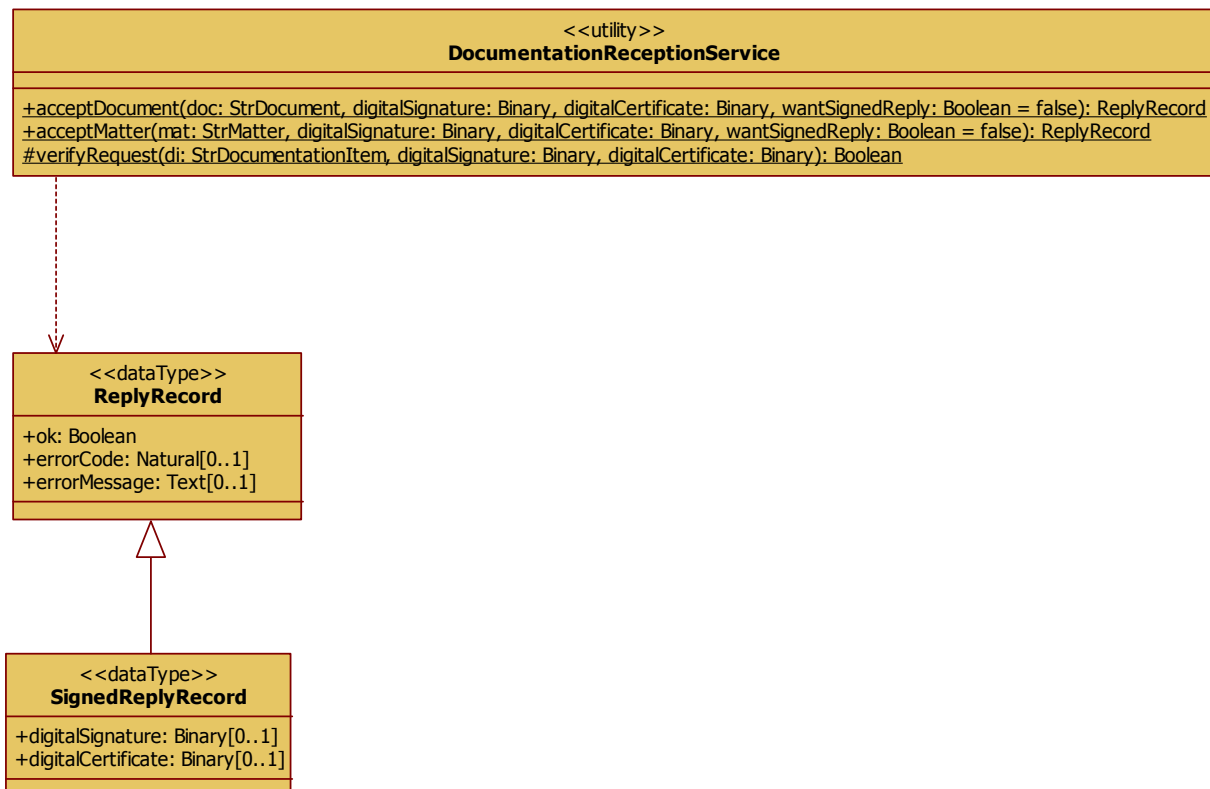 <<utility>>
DocumentationReceptionService
+acceptDocument(doc: StrDocument, digitalSignature: Binary, digitalCertificate: Binary, wantSignedReply: Boolean = false): ReplyRecord
+acceptMatter(mat: StrMatter, digitalSignature: Binary, digitalCertificate: Binary, wantSignedReply: Boolean = false): ReplyRecord
#verifyRequest(di: StrDocumentationItem, digitalSignature: Binary, digitalCertificate: Binary): Boolean
<<dataType>>
ReplyRecord
+ok: Boolean
+errorCode: Natural[0..1]
+errorMessage: Text[0..1]
<<dataType>>
SignedReplyRecord
+digitalSignature: Binary[0..1]
+digitalCertificate: Binary[0..1]